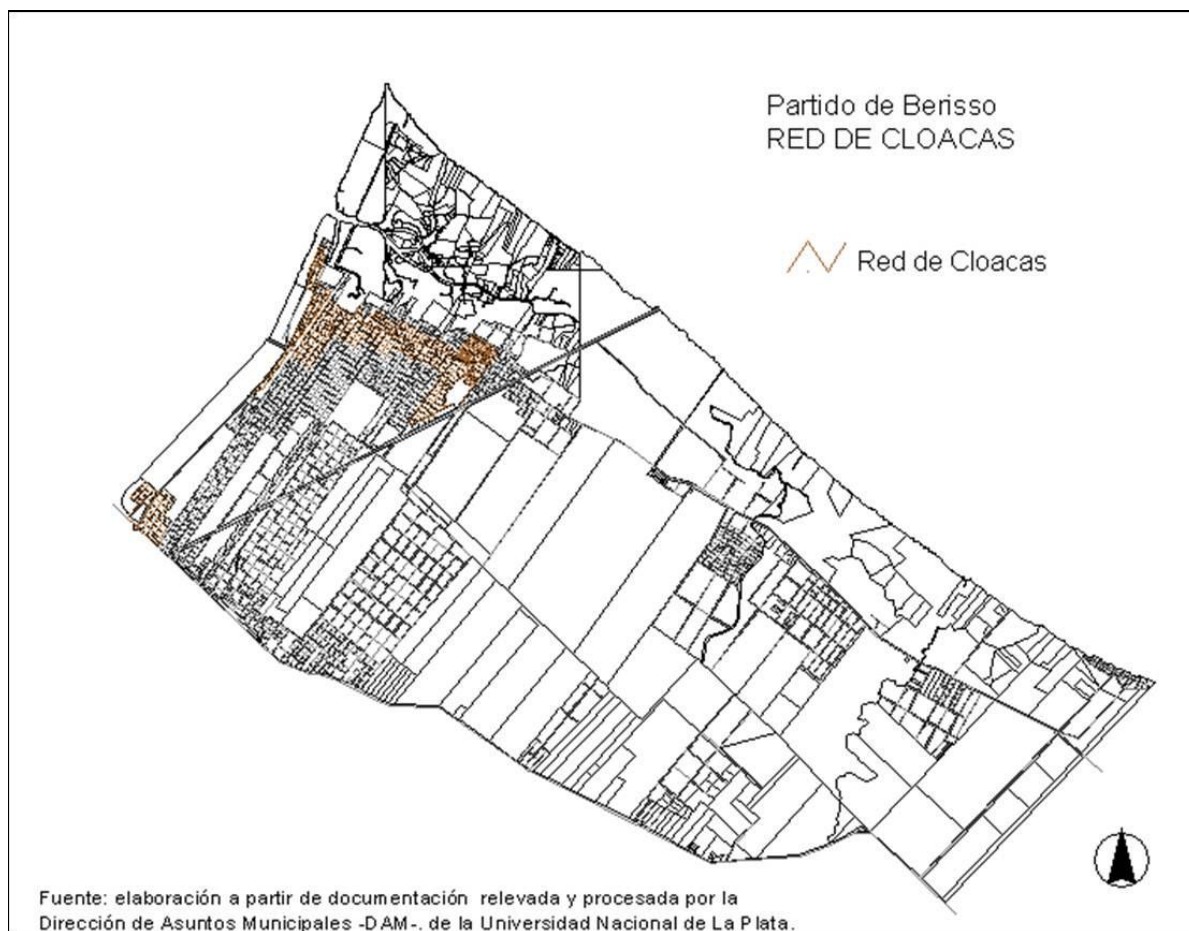 Partido de Berisso
RED DE CLOACAS
Red de Cloacas
Fuente: elaboración a partir de documentación relevada y procesada por la
Dirección de Asuntos Municipales -DAM-. de la Universidad Nacional de La Plata.